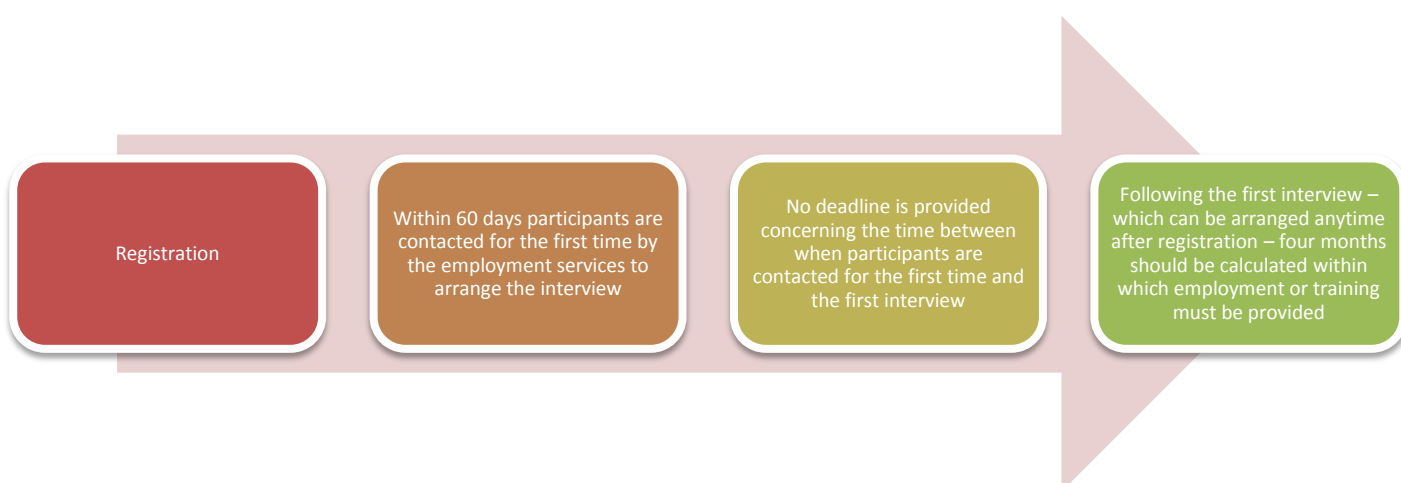 Registration
Within 60 days participants are
contacted for the first time by
the employment services to
arrange the interview
No deadline is provided
concerning the time between
when participants are
contacted for the first time and
the first interview
Following the first interview –
which can be arranged anytime
after registration – four months
should be calculated within
which employment or training
must be provided